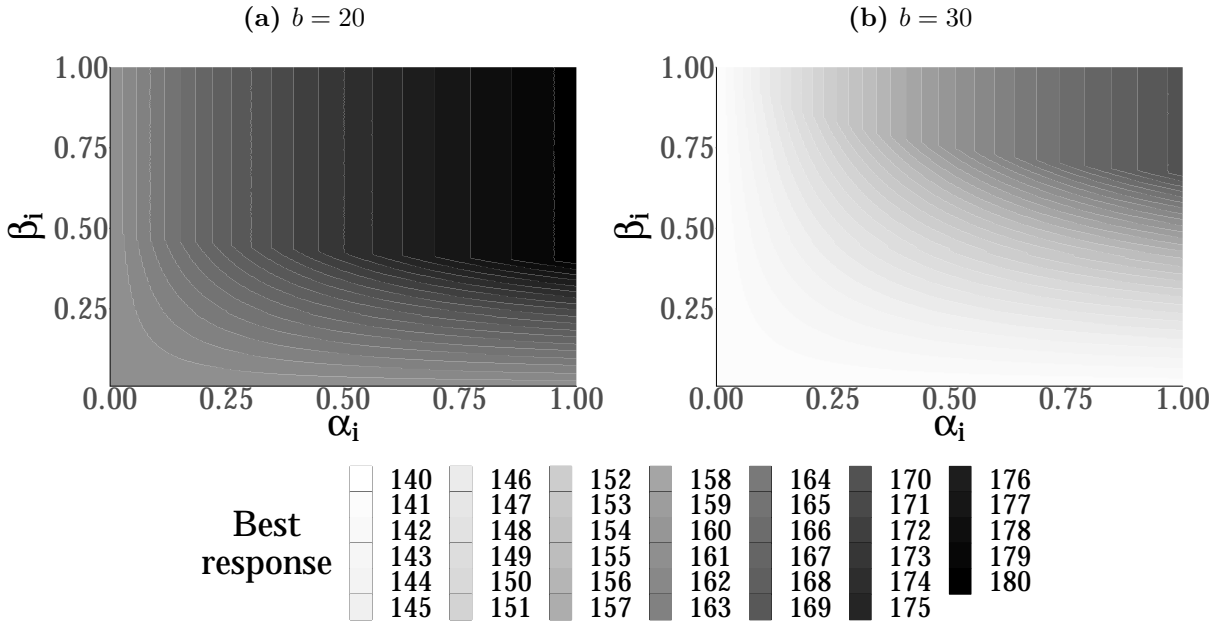 (a) b = 20
(b) b = 30
1.00
0.75
0.50
0.25
βi
0.00 0.25 0.50 0.75 1.00
αi
1.00
0.75
0.50
0.25
βi
0.00 0.25 0.50 0.75 1.00
αi
Best
response
140 146 152 158 164 170 176
141 147 153 159 165 171 177
142 148 154 160 166 172 178
143 149 155 161 167 173 179
144 150 156 162 168 174 180
145 151 157 163 169 175